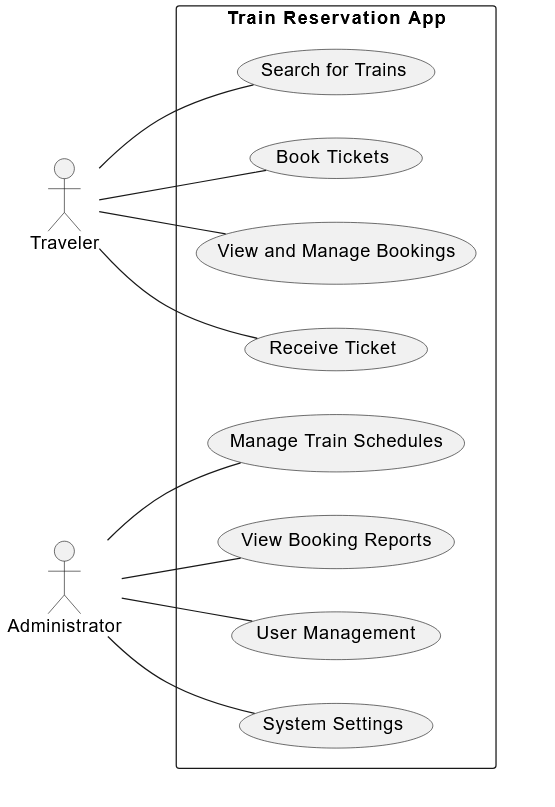 Train Reservation App
Search for Trains
Book Tickets
Traveler
View and Manage Bookings
Receive Ticket
Manage Train Schedules
View Booking Reports
Administrator
User Management
System Settings